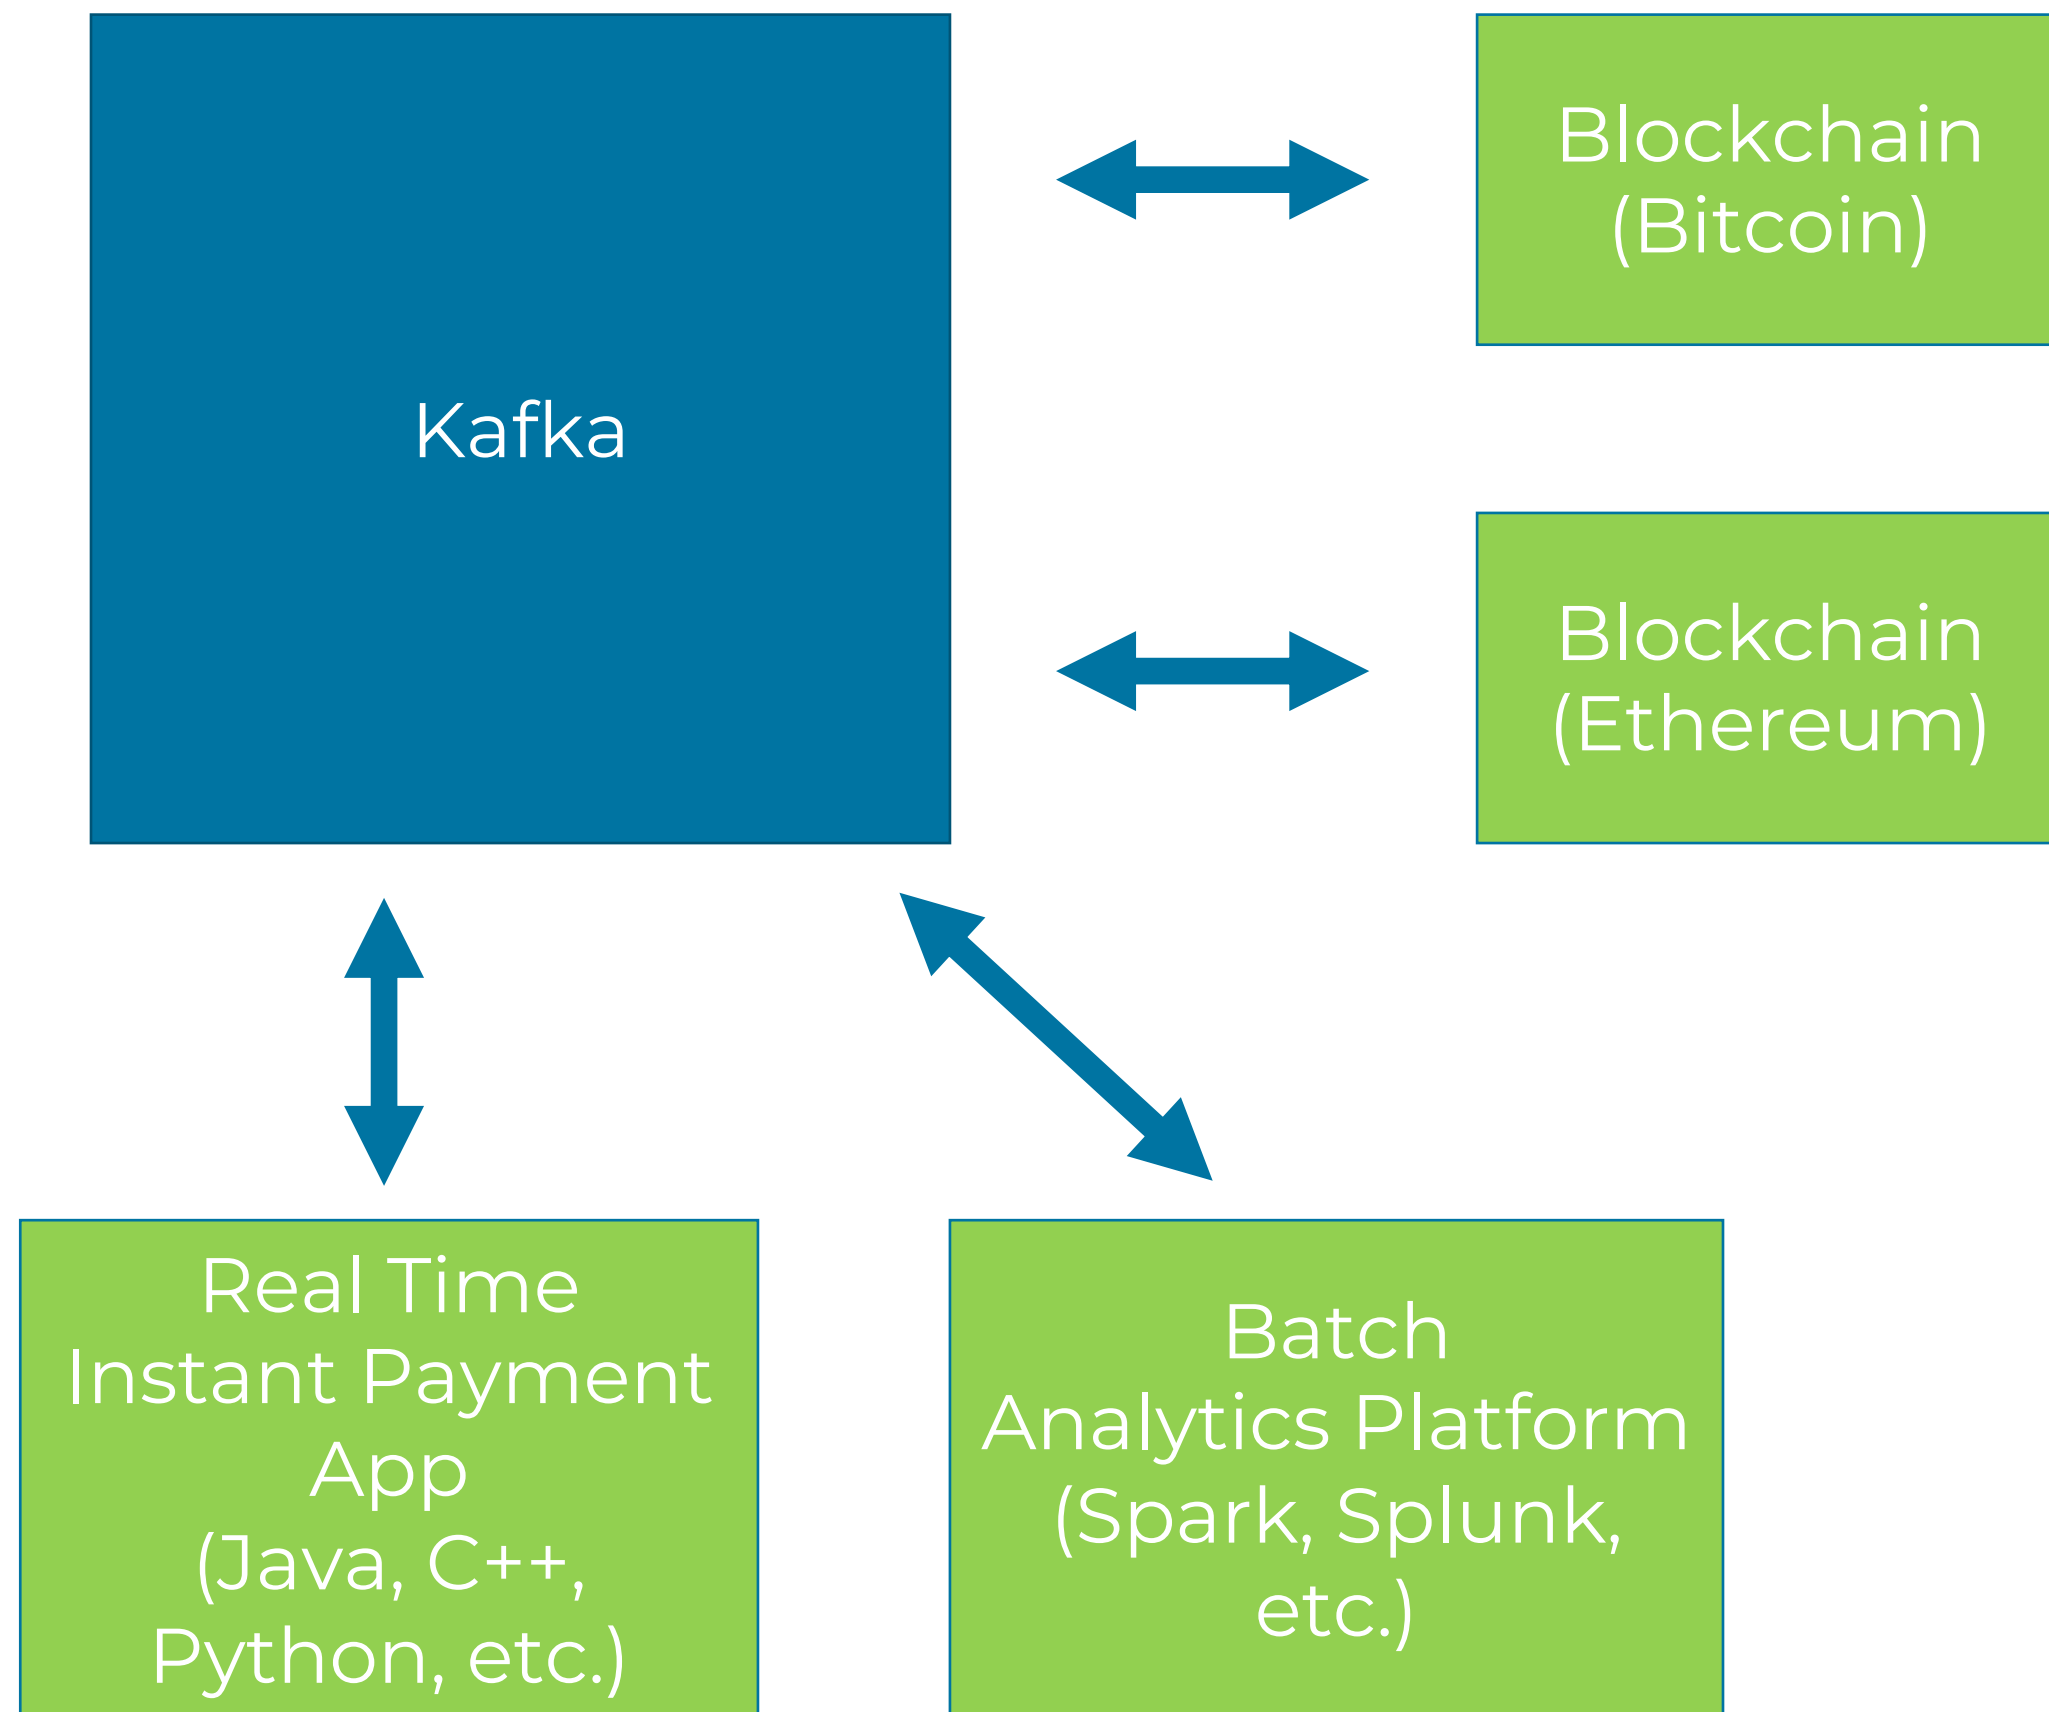 Kafka
Blockchain
(Bitcoin)
Blockchain
(Ethereum)
Real Time
Instant Payment
App
(Java, C++,
Python, etc.)
Batch
Analytics Platform
(Spark, Splunk,
etc.)